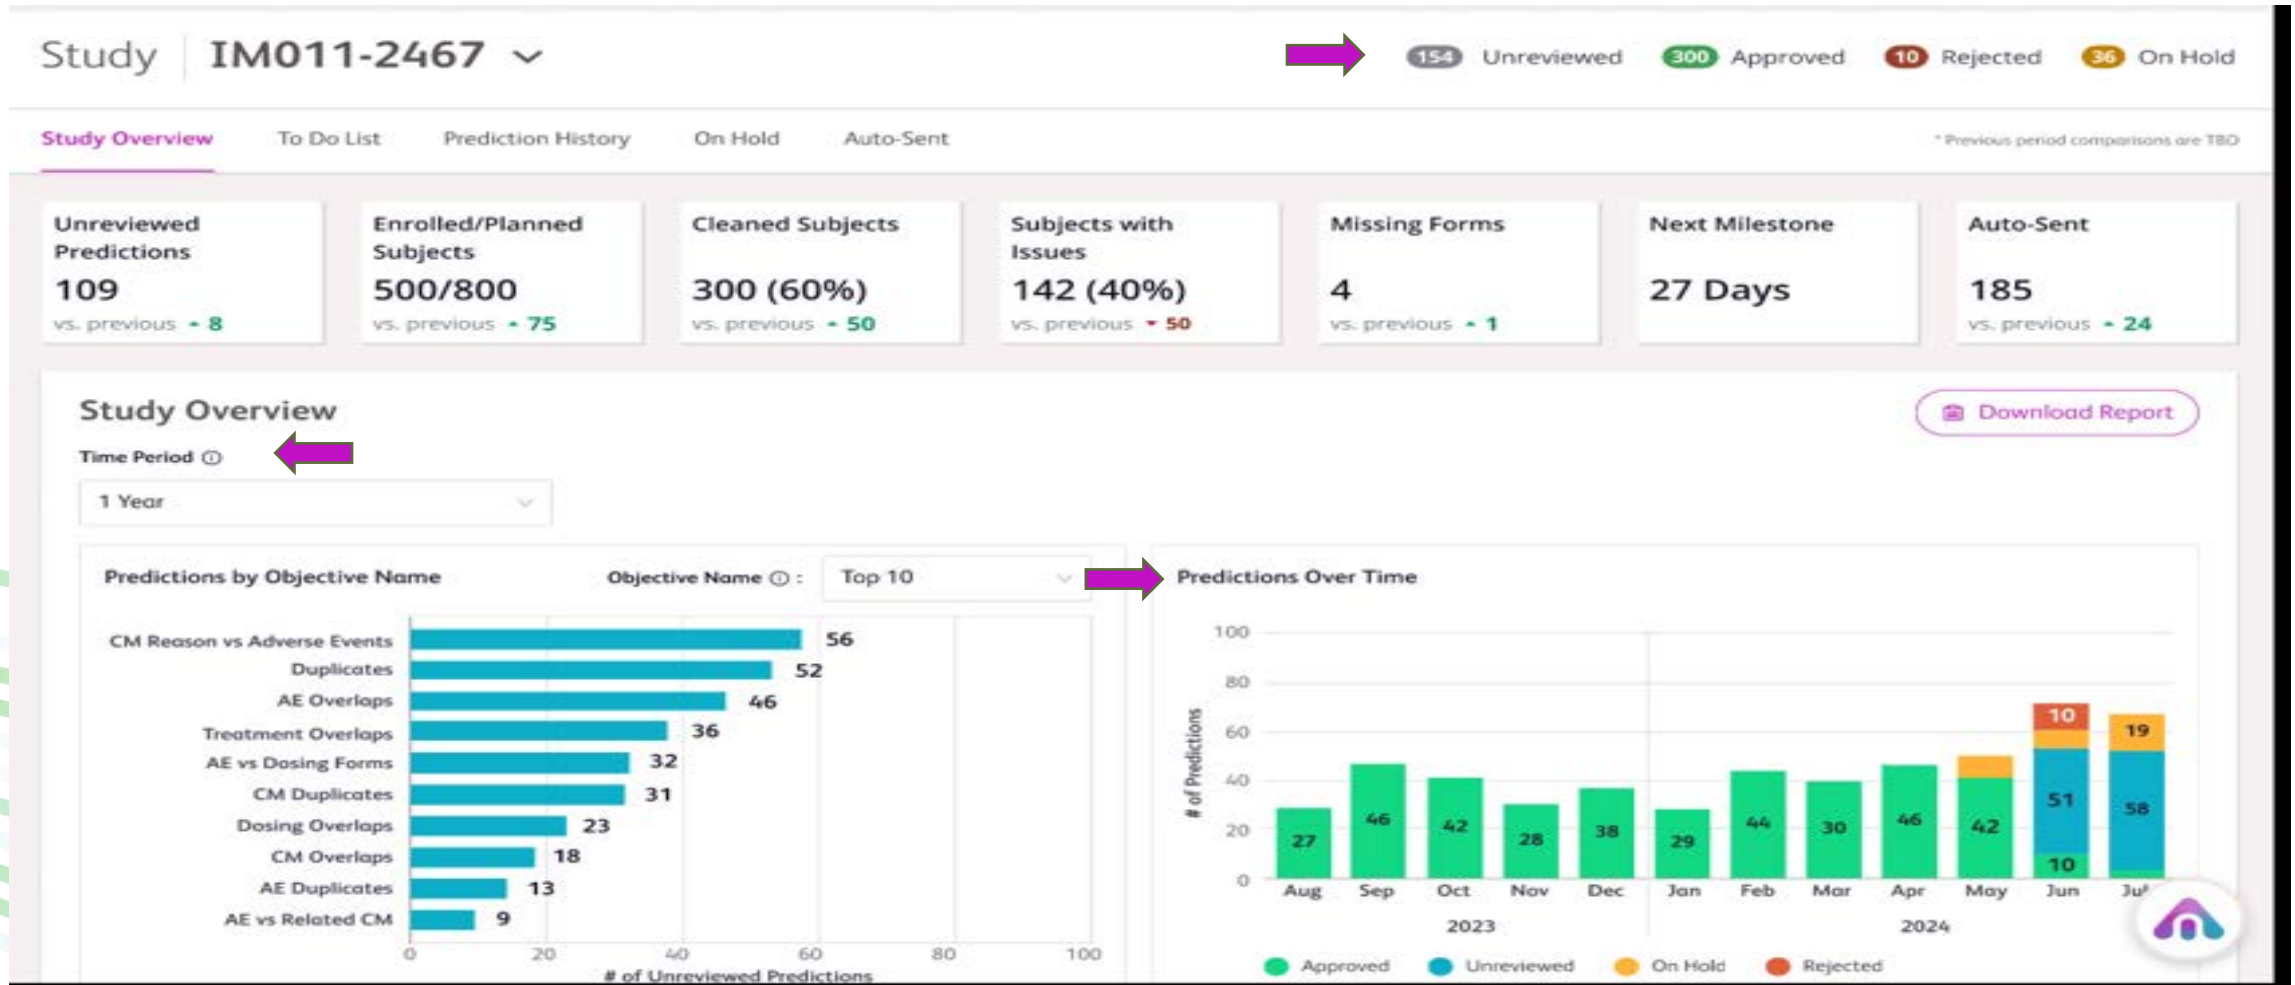 Study IM011-2467
154 Unreviewed 300 Approved 10 Rejected 36 On Hold
Study Overview To Do List Prediction History On Hold Auto-Sent
* Previous period comparisons are TBD
Unreviewed
Predictions
109
vs. previous 8
Enrolled/Planned
Subjects
500/800
vs. previous 75
Cleaned Subjects
300 (60%)
vs. previous 50
Subjects with
Issues
142 (40%)
vs. previous 50
Missing Forms
4
vs. previous 1
Next Milestone
27 Days
Auto-Sent
185
vs. previous 24
Study Overview
Download Report
Time Period
1 Year
Predictions by Objective Name
Objective Name : Top 10
CM Reason vs Adverse Events 56
Duplicates 52
AE Overlaps 46
Treatment Overlaps 36
AE vs Dosing Forms 32
CM Duplicates 31
Dosing Overlaps 23
CM Overlaps 18
AE Duplicates 13
AE vs Related CM 9
0 20 40 60 80 100
# of Unreviewed Predictions
Predictions Over Time
# of Predictions
100
80
60
40
20
0
27 46 42 28 38 29 44 30 46 42 10 51 10 58 19
Aug Sep Oct Nov Dec Jan Feb Mar Apr May Jun
2023 2024
Approved Unreviewed On Hold Rejected